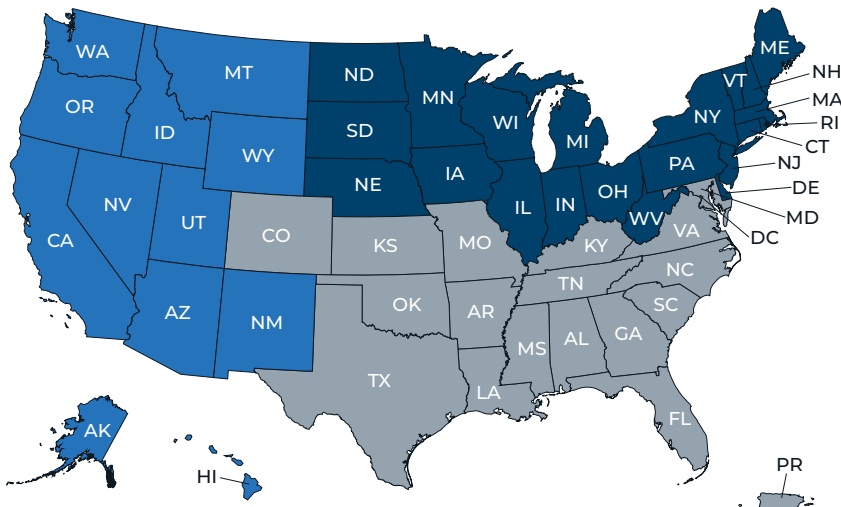 ME
WA
VT
NH
MT
ND
MN
MA
OR
NY
RI
WI
SD
MI
ID
CT
WY
PA
NJ
IA
NE
OH
DE
NV
IL
IN
UT
MD
WV
VA
CO
DC
CA
KS
MO
KY
NC
TN
OK
SC
AR
AZ
NM
GA
AL
MS
TX
LA
FL
AK
PR
HI